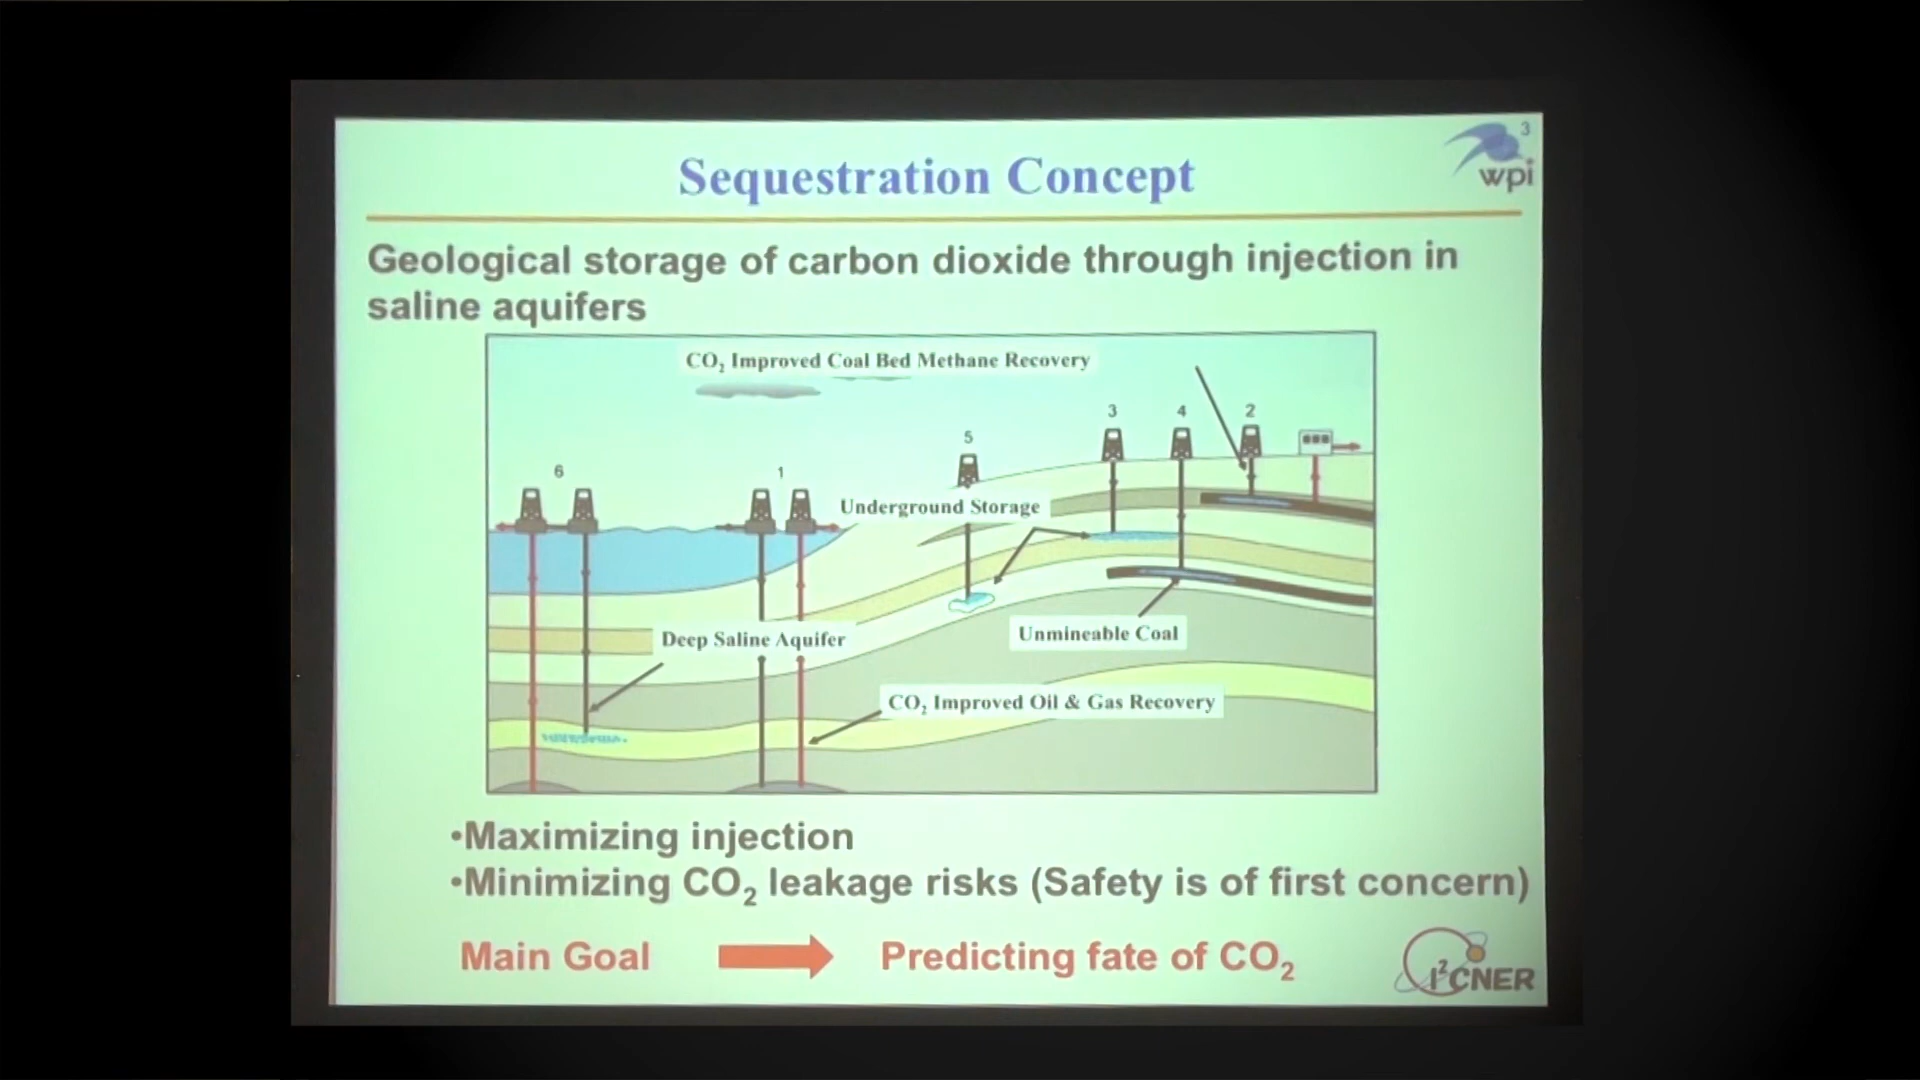 3
wpi
Sequestration Concept
Geological storage of carbon dioxide through injection in
saline aquifers
CO₂ Improved Coal Bed Methane Recovery
3
4
2
5
6
1
Underground Storage
Deep Saline Aquifer
Unmineable Coal
CO₂ Improved Oil & Gas Recovery
•Maximizing injection
•Minimizing CO₂ leakage risks (Safety is of first concern)
Main Goal
Predicting fate of CO₂
I²CNER